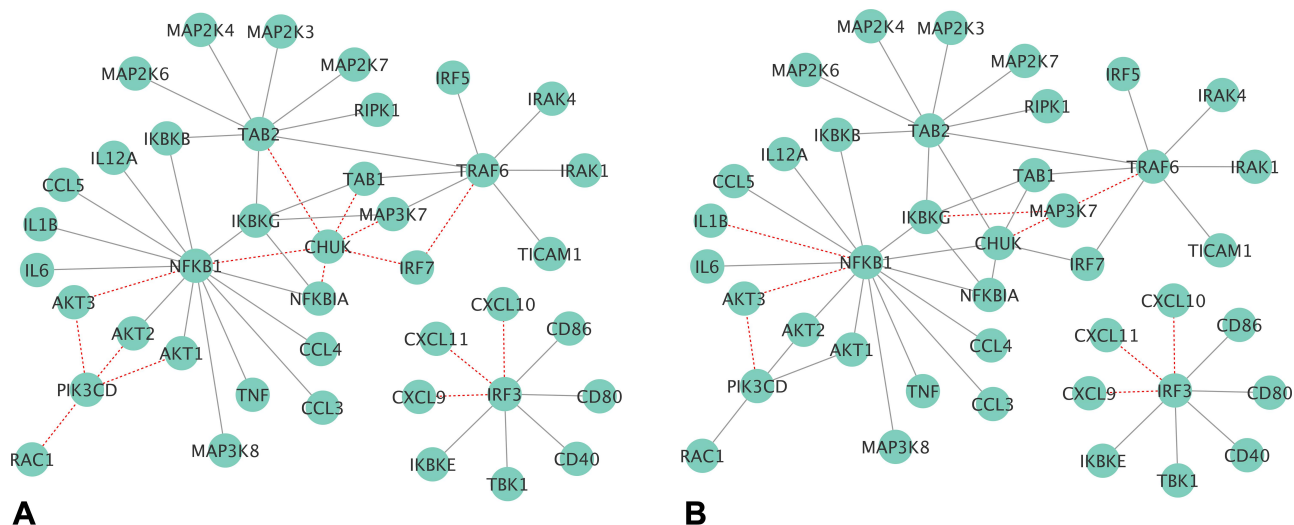 MAP2K4
MAP2K3
MAP2K6
MAP2K7
IRF5
RIPK1
IRAK4
TAB2
IKBKB
IL12A
TRAF6
IRAK1
CCL5
TAB1
IL1B
IKBKG
MAP3K7
CHUK
TICAM1
IL6
NFKB1
IRF7
AKT3
NFKBIA
CXCL10
AKT2
CD86
CXCL11
AKT1
CCL4
PIK3CD
TNF
CXCL9
IRF3
CD80
CCL3
RAC1
MAP3K8
IKBKE
CD40
TBK1
A
MAP2K4
MAP2K3
MAP2K6
MAP2K7
IRF5
RIPK1
IRAK4
TAB2
IKBKB
IL12A
TRAF6
IRAK1
CCL5
TAB1
IL1B
IKBKG
MAP3K7
CHUK
TICAM1
IL6
NFKB1
IRF7
AKT3
NFKBIA
CXCL10
AKT2
CD86
CXCL11
AKT1
CCL4
PIK3CD
TNF
CXCL9
IRF3
CD80
CCL3
RAC1
MAP3K8
IKBKE
CD40
TBK1
B